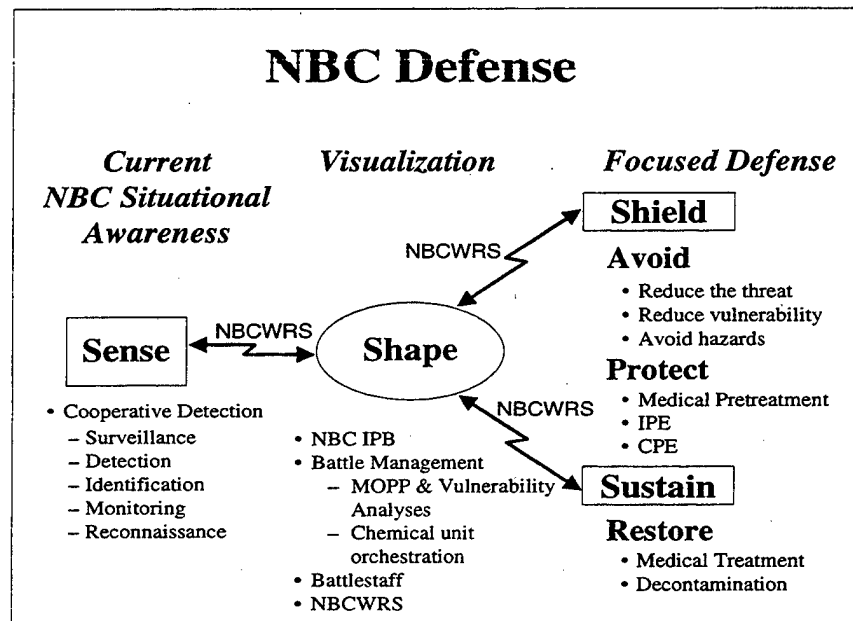 NBC Defense
Current
NBC Situational
Awareness
Visualization
Focused Defense
Sense
NBCWRS
Shape
NBCWRS
NBCWRS
Shield
Avoid
• Reduce the threat
• Reduce vulnerability
• Avoid hazards
Protect
• Medical Pretreatment
• IPE
• CPE
Sustain
Restore
• Medical Treatment
• Decontamination
• Cooperative Detection
– Surveillance
– Detection
– Identification
– Monitoring
– Reconnaissance
• NBC IPB
• Battle Management
– MOPP & Vulnerability
Analyses
– Chemical unit
orchestration
• Battlestaff
• NBCWRS